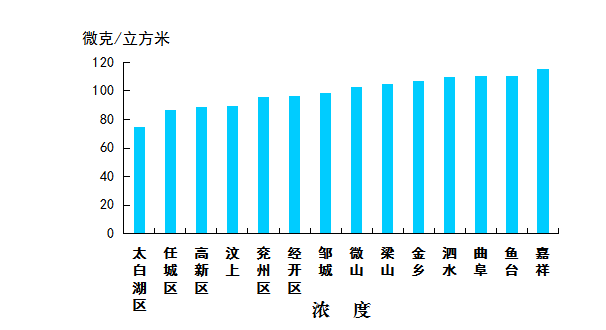 微克/立方米
120
100
80
60
40
20
0
太白湖区
任城区
高新区
汶上
兖州区
经开区
邹城
微山
梁山
金乡
泗水
曲阜
鱼台
嘉祥
浓 度